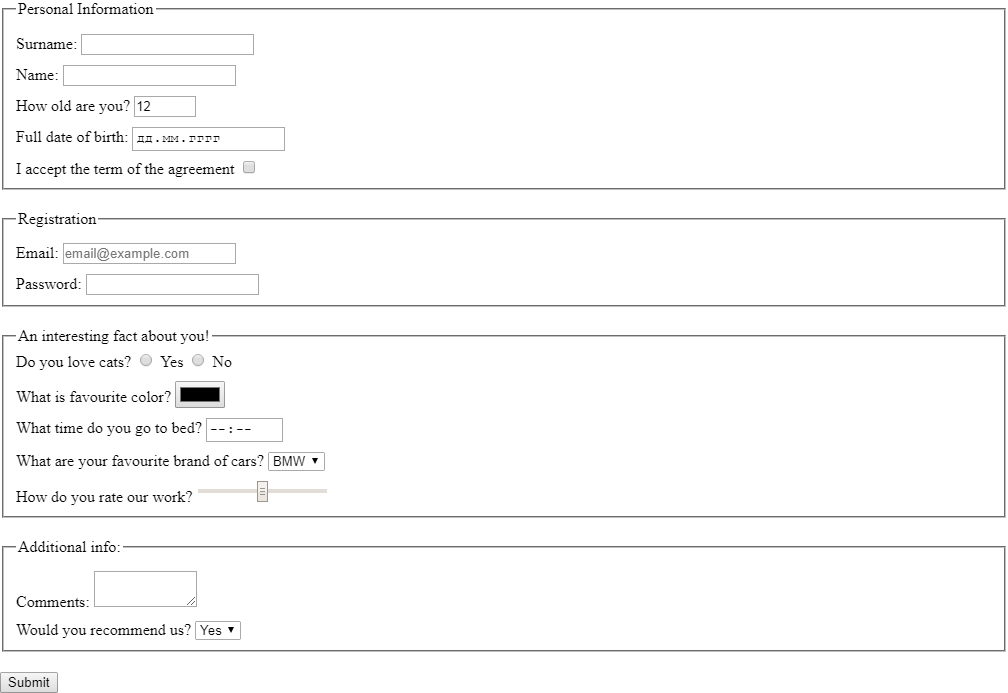 Personal Information
Surname:
Name:
How old are you? 12
Full date of birth: дд.мм.гггг
I accept the term of the agreement
Registration
Email: email@example.com
Password:
An interesting fact about you!
Do you love cats? Yes No
What is favourite color?
What time do you go to bed? --:--
What are your favourite brand of cars? BMW
How do you rate our work?
Additional info:
Comments:
Would you recommend us? Yes
Submit